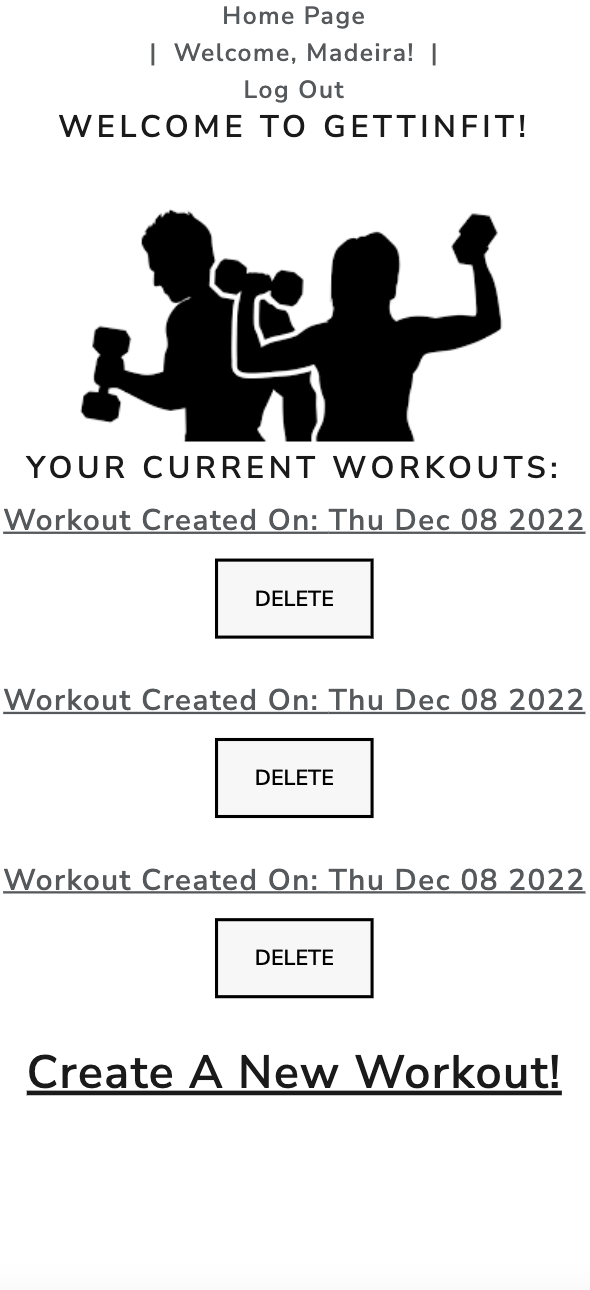 Home Page
| Welcome, Madeira! |
Log Out
WELCOME TO GETTINFIT!
YOUR CURRENT WORKOUTS:
Workout Created On: Thu Dec 08 2022
DELETE
Workout Created On: Thu Dec 08 2022
DELETE
Workout Created On: Thu Dec 08 2022
DELETE
Create A New Workout!